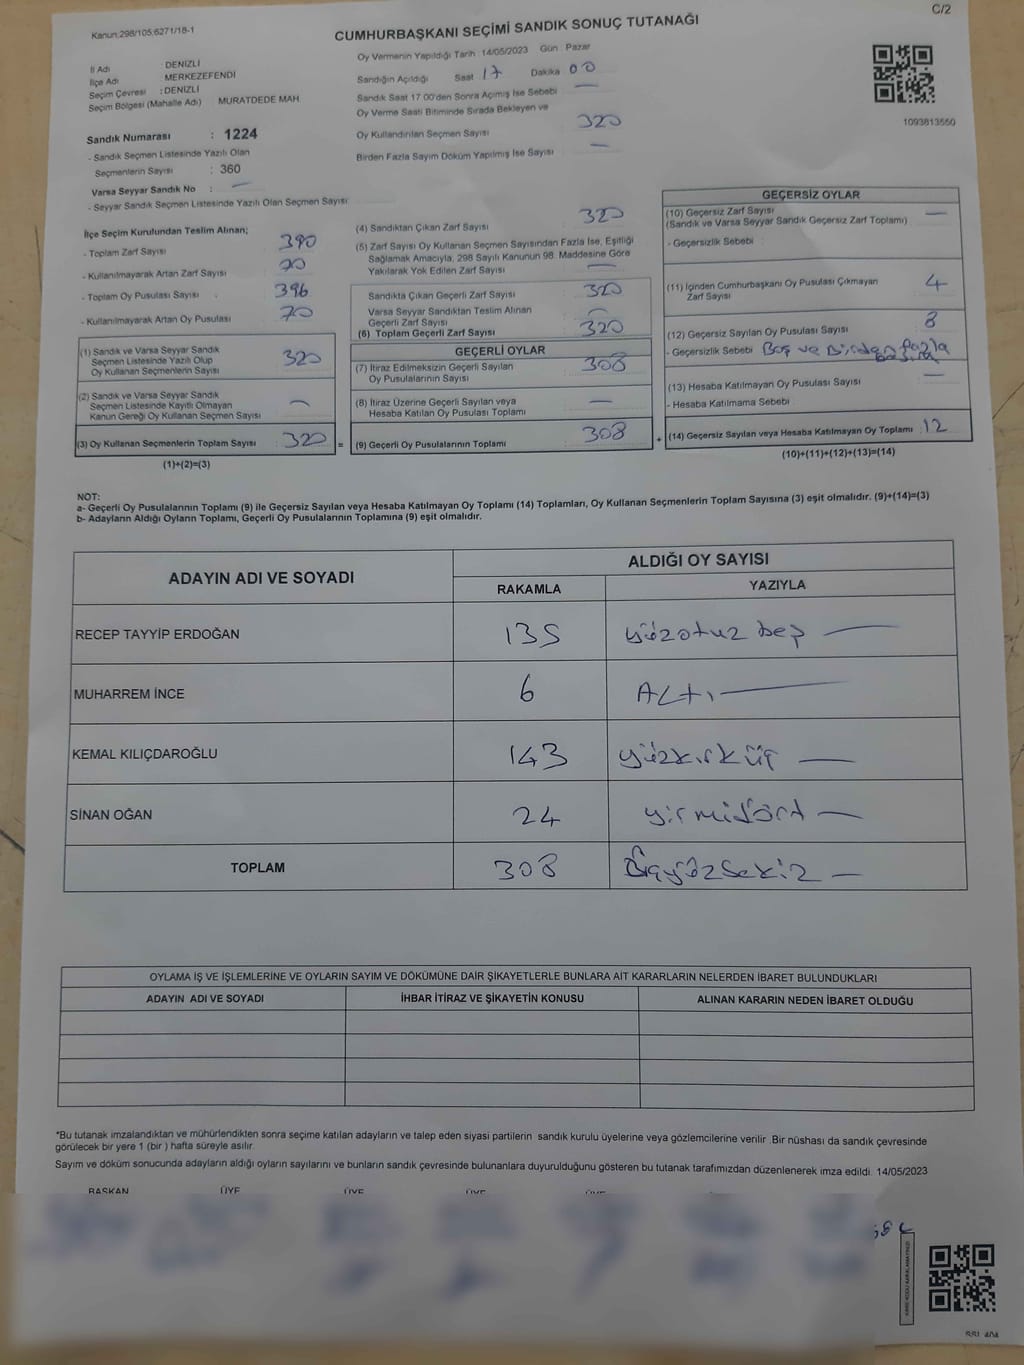 C/2
Kanun:298/105;6271/18-1
CUMHURBAŞKANI SEÇİMİ SANDIK SONUÇ TUTANAĞI
İl Adı : DENİZLİ
İlçe Adı : MERKEZEFENDİ
Seçim Çevresi : DENİZLİ
Seçim Bölgesi (Mahalle Adı) MURATDEDE MAH
Sandık Numarası : 1224
- Sandık Seçmen Listesinde Yazılı Olan
Seçmenlerin Sayısı : 360
Varsa Seyyar Sandık No : —
- Seyyar Sandık Seçmen Listesinde Yazılı Olan Seçmen Sayısı
Oy Vermenin Yapıldığı Tarih 14/05/2023 Gün Pazar
Sandığın Açıldığı Saat 17 Dakika 00
Sandık Saat 17.00'den Sonra Açımış İse Sebebi —
Oy Verme Saati Bitiminde Sırada Bekleyen ve
Oy Kullandırılan Seçmen Sayısı 320
Birden Fazla Sayım Döküm Yapılmış İse Sayısı —
1093813550
İlçe Seçim Kurulundan Teslim Alınan;
- Toplam Zarf Sayısı 390
- Kullanılmayarak Artan Zarf Sayısı 70
- Toplam Oy Pusulası Sayısı 396
- Kullanılmayarak Artan Oy Pusulası 70
(1) Sandık ve Varsa Seyyar Sandık
Seçmen Listesinde Yazılı Olup
Oy Kullanan Seçmenlerin Sayısı 320
(2) Sandık ve Varsa Seyyar Sandık
Seçmen Listesinde Kayıtlı Olmayan
Kanun Gereği Oy Kullanan Seçmen Sayısı —
(3) Oy Kullanan Seçmenlerin Toplam Sayısı 320 =
(1)+(2)=(3)
(4) Sandıktan Çıkan Zarf Sayısı 320
(5) Zarf Sayısı Oy Kullanan Seçmen Sayısından Fazla İse, Eşitliği
Sağlamak Amacıyla, 298 Sayılı Kanunun 98. Maddesine Göre
Yakılarak Yok Edilen Zarf Sayısı —
Sandıkta Çıkan Geçerli Zarf Sayısı 320
Varsa Seyyar Sandıktan Teslim Alınan
Geçerli Zarf Sayısı —
(6) Toplam Geçerli Zarf Sayısı 320
GEÇERLİ OYLAR
(7) İtiraz Edilmeksizin Geçerli Sayılan
Oy Pusulalarının Sayısı 308
(8) İtiraz Üzerine Geçerli Sayılan veya
Hesaba Katılan Oy Pusulası Toplamı —
(9) Geçerli Oy Pusulalarının Toplamı 308 +
GEÇERSİZ OYLAR
(10) Geçersiz Zarf Sayısı —
(Sandık ve Varsa Seyyar Sandık Geçersiz Zarf Toplamı)
- Geçersizlik Sebebi :
(11) İçinden Cumhurbaşkanı Oy Pusulası Çıkmayan
Zarf Sayısı 4
(12) Geçersiz Sayılan Oy Pusulası Sayısı 8
- Geçersizlik Sebebi Boş ve Birden fazla
(13) Hesaba Katılmayan Oy Pusulası Sayısı —
- Hesaba Katılmama Sebebi
(14) Geçersiz Sayılan veya Hesaba Katılmayan Oy Toplamı : 12
(10)+(11)+(12)+(13)=(14)
NOT:
a- Geçerli Oy Pusulalarının Toplamı (9) ile Geçersiz Sayılan veya Hesaba Katılmayan Oy Toplamı (14) Toplamları, Oy Kullanan Seçmenlerin Toplam Sayısına (3) eşit olmalıdır. (9)+(14)=(3)
b- Adayların Aldığı Oyların Toplamı, Geçerli Oy Pusulalarının Toplamına (9) eşit olmalıdır.
ADAYIN ADI VE SOYADI
ALDIĞI OY SAYISI
RAKAMLA YAZIYLA
RECEP TAYYİP ERDOĞAN 135 yüzotuz beş —
MUHARREM İNCE 6 ALtı —
KEMAL KILIÇDAROĞLU 143 yüzkırk üç —
SİNAN OĞAN 24 yirmidört —
TOPLAM 308 Üçyüzsekiz —
OYLAMA İŞ VE İŞLEMLERİNE VE OYLARIN SAYIM VE DÖKÜMÜNE DAİR ŞİKAYETLERLE BUNLARA AİT KARARLARIN NELERDEN İBARET BULUNDUKLARI
ADAYIN ADI VE SOYADI İHBAR İTİRAZ VE ŞİKAYETİN KONUSU ALINAN KARARIN NEDEN İBARET OLDUĞU
*Bu tutanak imzalandıktan ve mühürlendikten sonra seçime katılan adayların ve talep eden siyasi partilerin sandık kurulu üyelerine veya gözlemcilerine verilir .Bir nüshası da sandık çevresinde
görülecek bir yere 1 (bir ) hafta süreyle asılır.
Sayım ve döküm sonucunda adayların aldığı oyların sayılarını ve bunların sandık çevresinde bulunanlara duyurulduğunu gösteren bu tutanak tarafımızdan düzenlenerek imza edildi. 14/05/2023
BAŞKAN ÜYE ÜYE ÜYE ÜYE